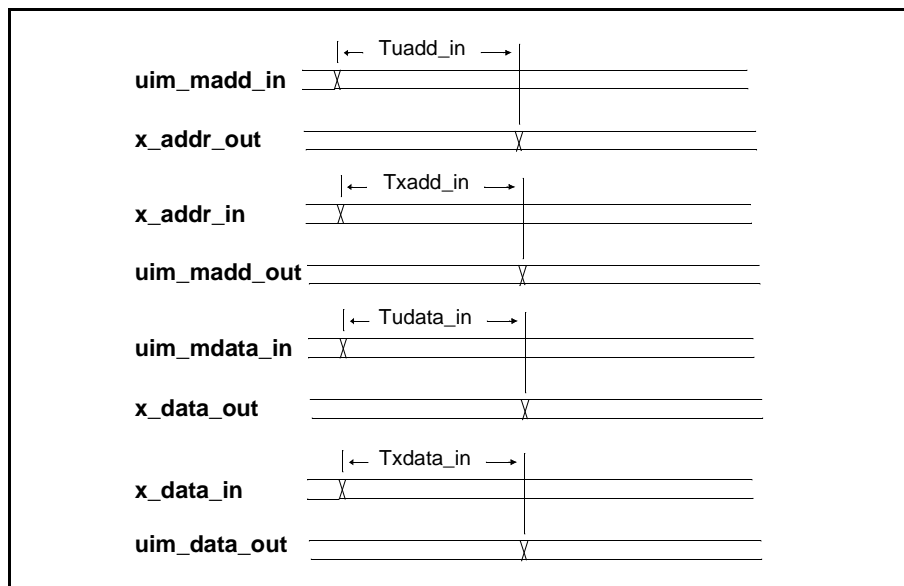 Tuadd_in
uim_madd_in
x_addr_out
Txadd_in
x_addr_in
uim_madd_out
Tudata_in
uim_mdata_in
x_data_out
Txdata_in
x_data_in
uim_data_out